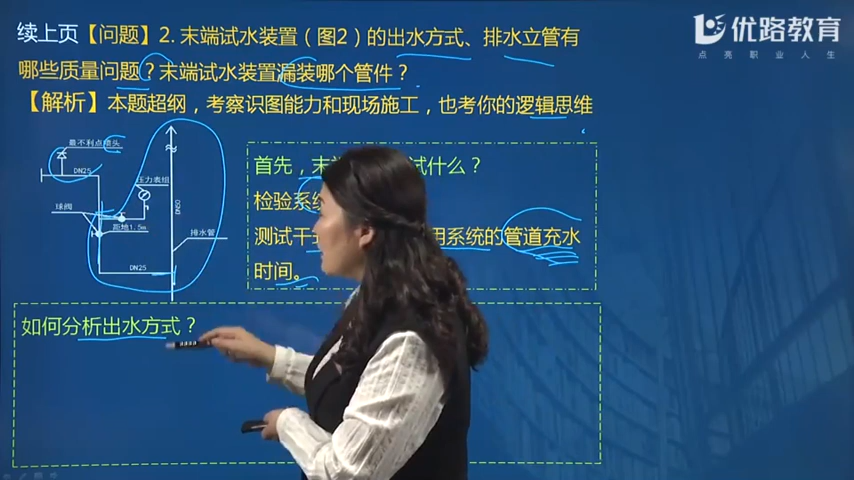 续上页【问题】2. 末端试水装置（图2）的出水方式、排水立管有
哪些质量问题？末端试水装置漏装哪个管件？
【解析】本题超纲，考察识图能力和现场施工，也考你的逻辑思维
优路教育
点亮职业人生
最不利点喷头
DN25
压力表组
球阀
距地1.5m
DN50
排水管
DN25
首先，末 试什么？
检验系
测试干 用系统的管道充水
时间。
如何分析出水方式？